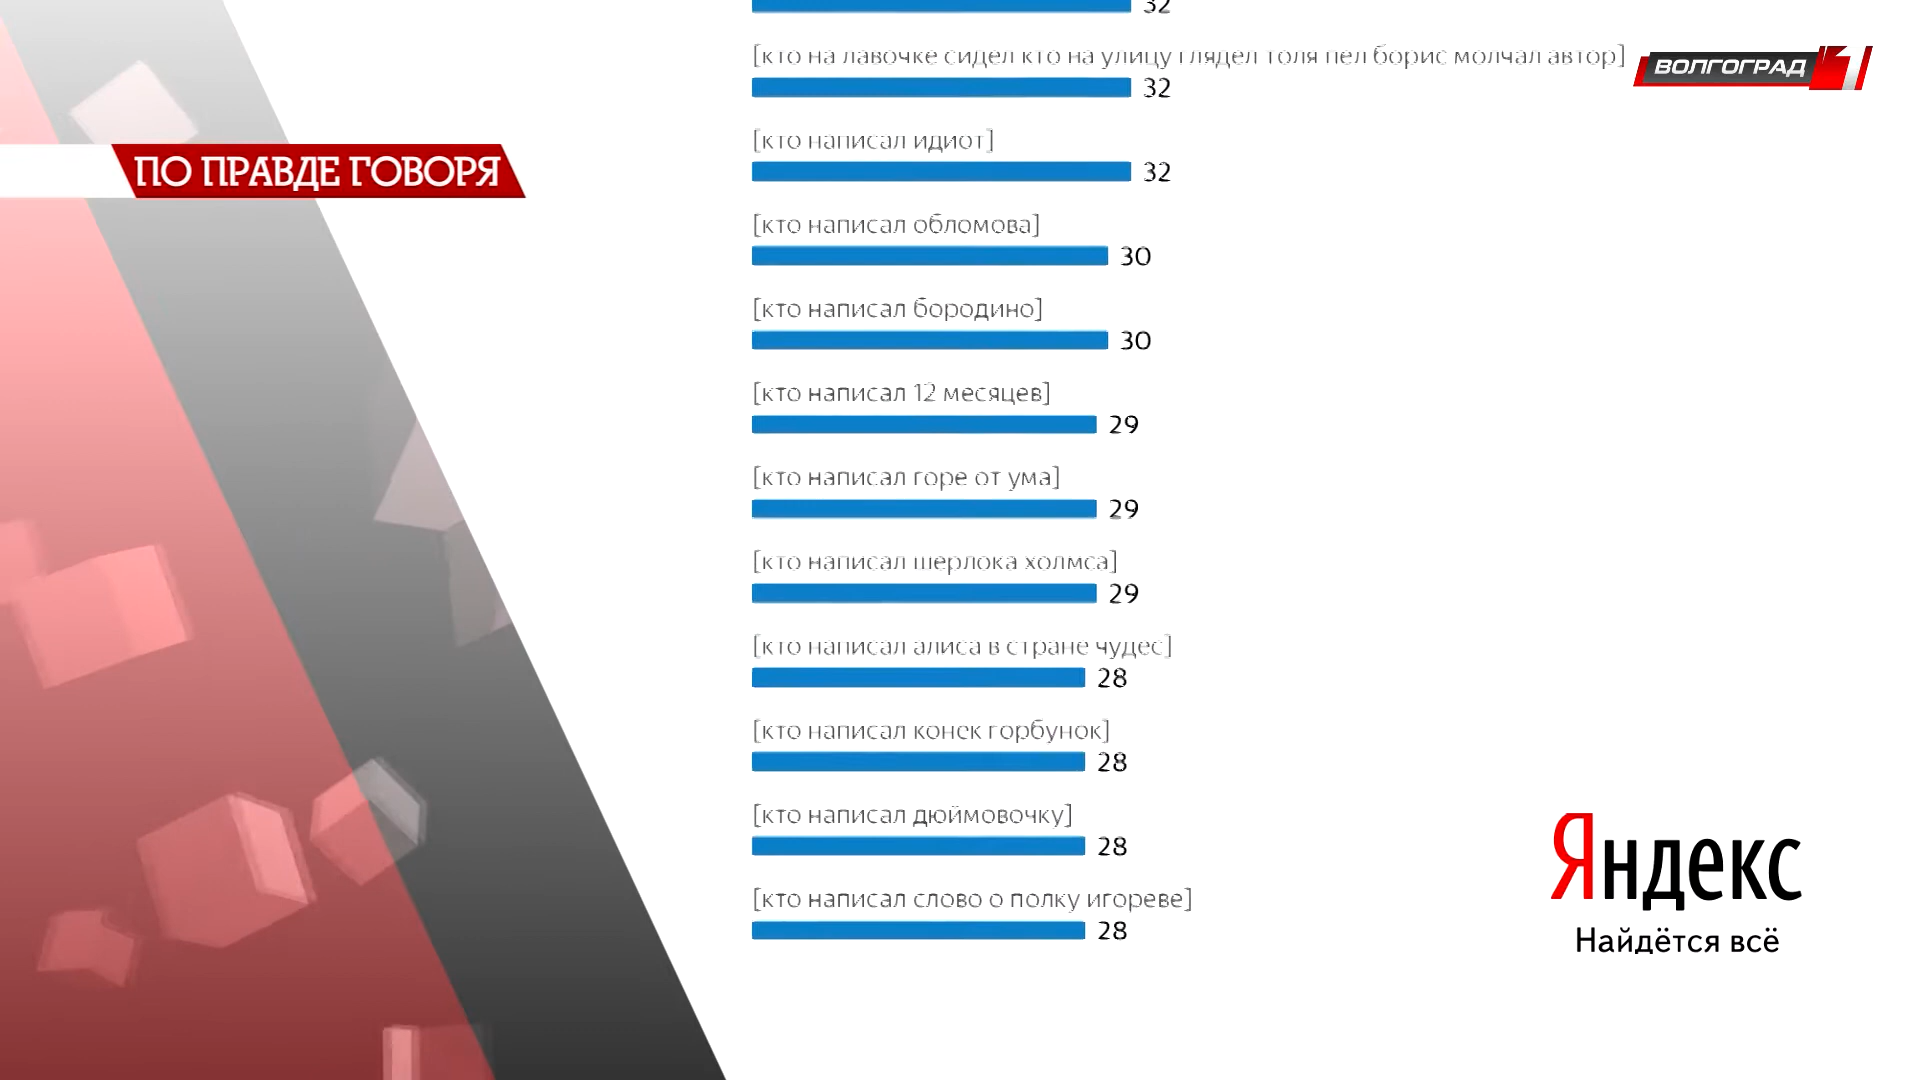 32
[кто на лавочке сидел кто на улицу глядел толя пел борис молчал автор]
32
ВОЛГОГРАД 1
[кто написал идиот]
32
ПО ПРАВДЕ ГОВОРЯ
[кто написал обломова]
30
[кто написал бородино]
30
[кто написал 12 месяцев]
29
[кто написал горе от ума]
29
[кто написал шерлока холмса]
29
[кто написал алиса в стране чудес]
28
[кто написал конек горбунок]
28
[кто написал дюймовочку]
28
[кто написал слово о полку игореве]
28
Яндекс
Найдётся всё